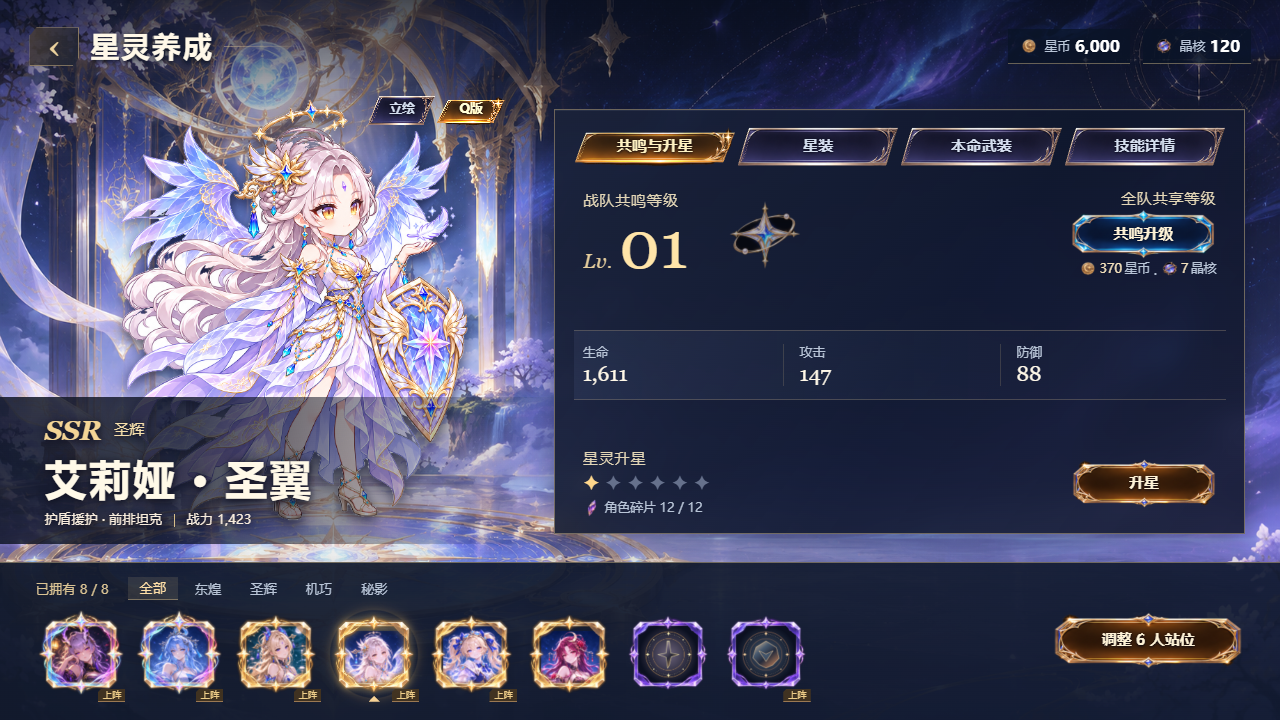 星灵养成
星币 6,000
晶核 120
立绘
Q版
共鸣与升星
星装
本命武装
技能详情
战队共鸣等级
Lv. 01
全队共享等级
共鸣升级
370 星币 . 7 晶核
生命
1,611
攻击
147
防御
88
SSR 圣辉
艾莉娅·圣翼
护盾援护 · 前排坦克 | 战力 1,423
星灵升星
角色碎片 12 / 12
升星
已拥有 8 / 8
全部
东煌
圣辉
机巧
秘影
上阵
上阵
上阵
上阵
上阵
上阵
调整 6 人站位